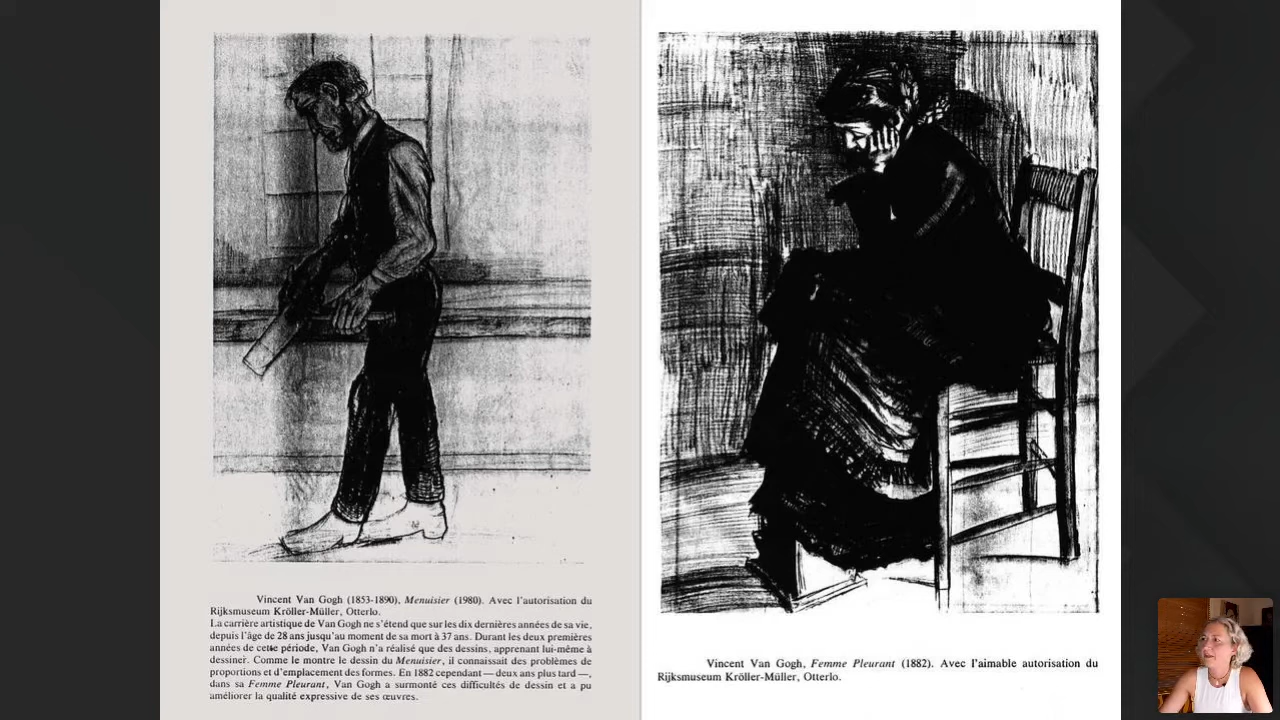 Vincent Van Gogh (1853-1890), Menuisier (1980). Avec l'autorisation du
Rijksmuseum Kröller-Müller, Otterlo.
La carrière artistique de Van Gogh ne s'étend que sur les dix dernières années de sa vie,
depuis l'âge de 28 ans jusqu'au moment de sa mort à 37 ans. Durant les deux premières
années de cette période, Van Gogh n'a réalisé que des dessins, apprenant lui-même à
dessiner. Comme le montre le dessin du Menuisier, il connaissait des problèmes de
proportions et d'emplacement des formes. En 1882 cependant — deux ans plus tard —,
dans sa Femme Pleurant, Van Gogh a surmonté ces difficultés de dessin et a pu
améliorer la qualité expressive de ses œuvres.
Vincent Van Gogh, Femme Pleurant (1882). Avec l'aimable autorisation du
Rijksmuseum Kröller-Müller, Otterlo.